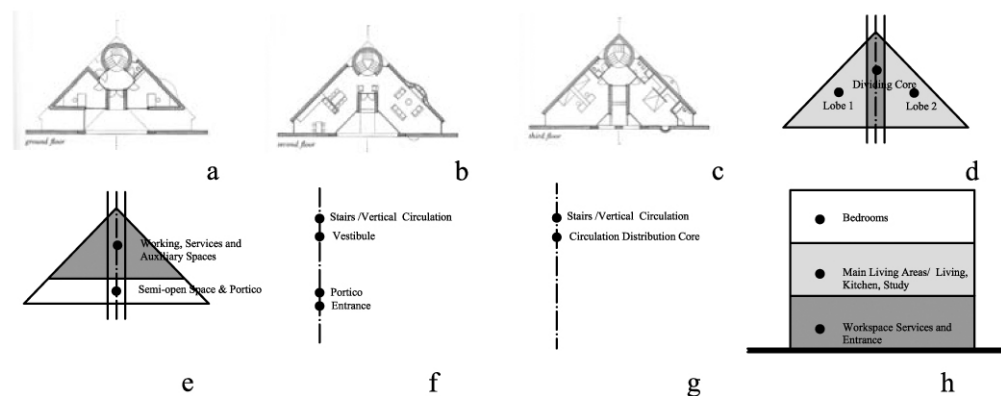 ground floor
second floor
third floor
Dividing Core
Lobe 1
Lobe 2
a
b
c
d
Working, Services and
Auxiliary Spaces
Semi-open Space & Portico
Stairs /Vertical Circulation
Vestibule
Portico
Entrance
Stairs /Vertical Circulation
Circulation Distribution Core
Bedrooms
Main Living Areas/ Living,
Kitchen, Study
Workspace Services and
Entrance
e
f
g
h